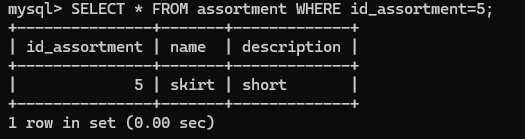 mysql> SELECT * FROM assortment WHERE id_assortment=5;
+---------------+-------+-------------+
| id_assortment | name  | description |
+---------------+-------+-------------+
|             5 | skirt | short       |
+---------------+-------+-------------+
1 row in set (0.00 sec)